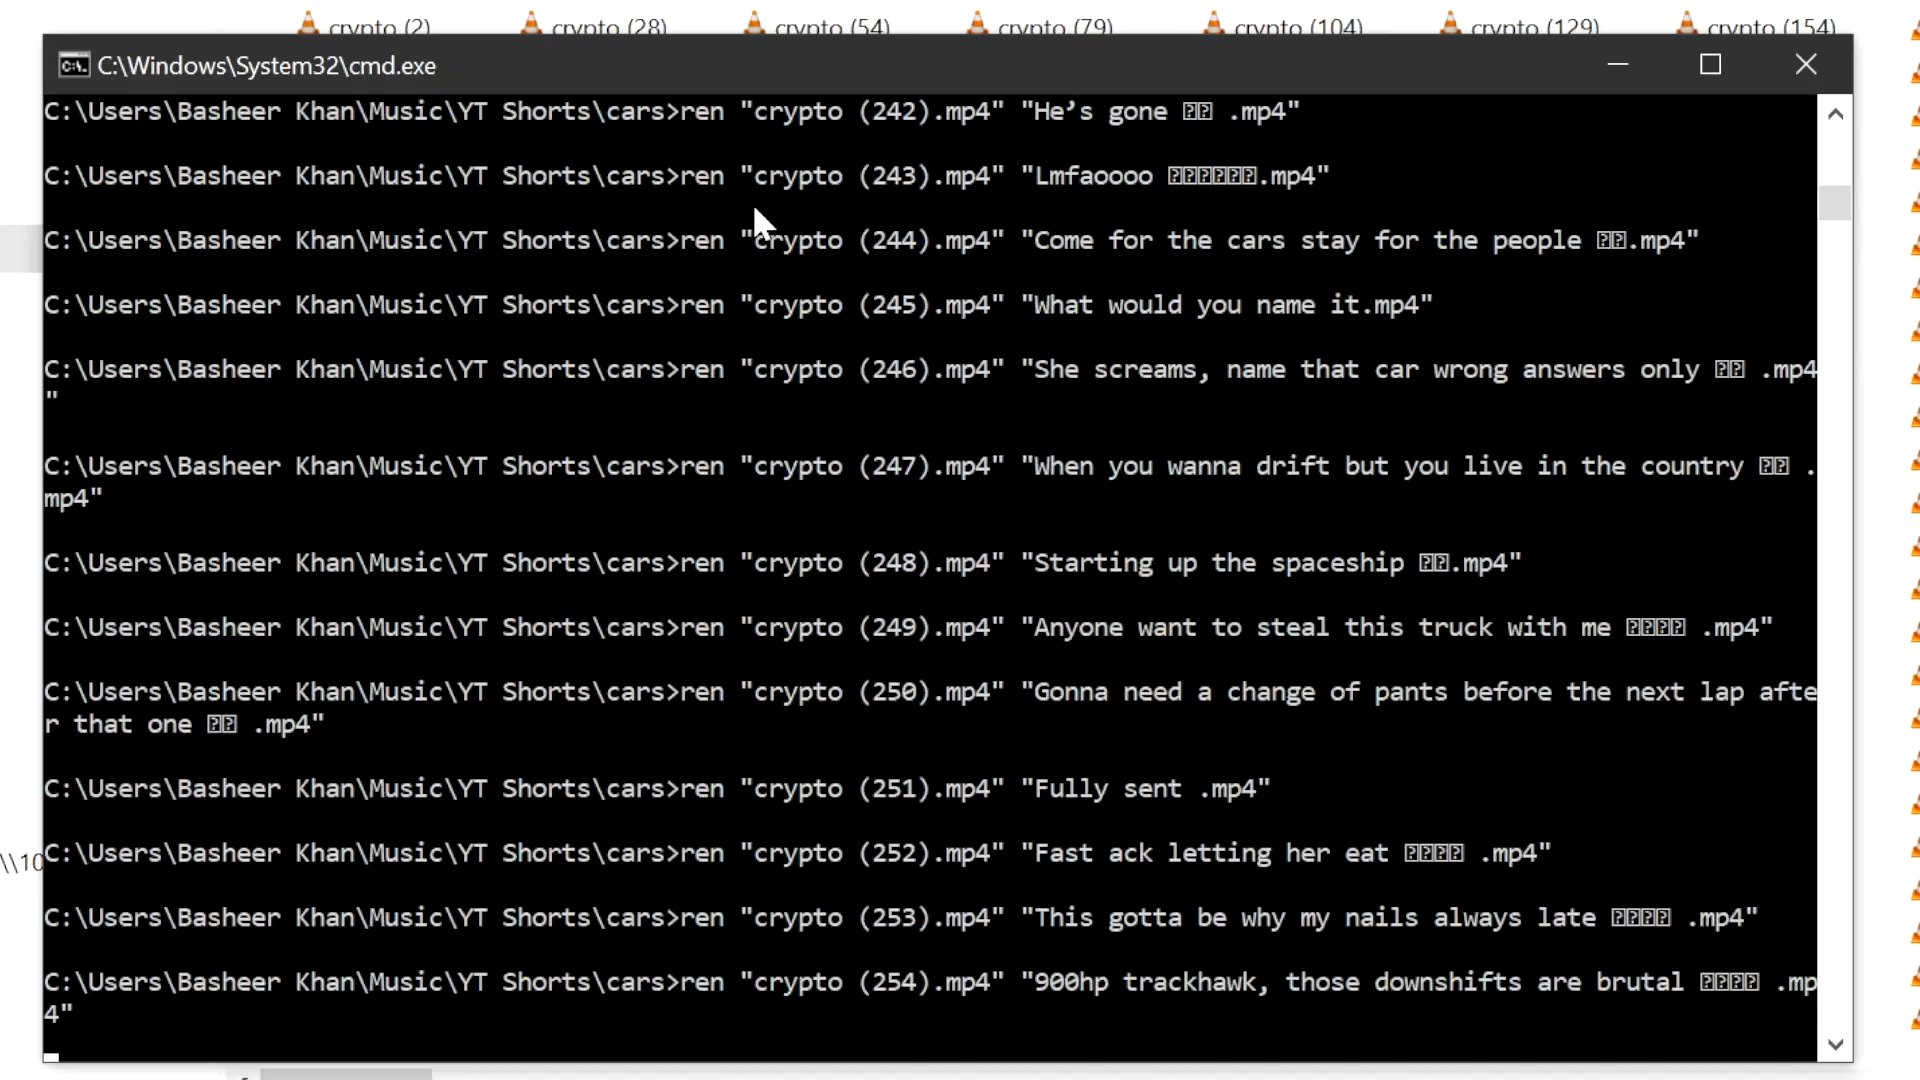 crypto (2) crypto (28) crypto (54) crypto (79) crypto (104) crypto (129) crypto (154)
C:\Windows\System32\cmd.exe
C:\Users\Basheer Khan\Music\YT Shorts\cars>ren "crypto (242).mp4" "He’s gone ⍰⍰ .mp4"
C:\Users\Basheer Khan\Music\YT Shorts\cars>ren "crypto (243).mp4" "Lmfaoooo ⍰⍰⍰⍰⍰⍰.mp4"
C:\Users\Basheer Khan\Music\YT Shorts\cars>ren "crypto (244).mp4" "Come for the cars stay for the people ⍰⍰.mp4"
C:\Users\Basheer Khan\Music\YT Shorts\cars>ren "crypto (245).mp4" "What would you name it.mp4"
C:\Users\Basheer Khan\Music\YT Shorts\cars>ren "crypto (246).mp4" "She screams, name that car wrong answers only ⍰⍰ .mp4
"
C:\Users\Basheer Khan\Music\YT Shorts\cars>ren "crypto (247).mp4" "When you wanna drift but you live in the country ⍰⍰ .
mp4"
C:\Users\Basheer Khan\Music\YT Shorts\cars>ren "crypto (248).mp4" "Starting up the spaceship ⍰⍰.mp4"
C:\Users\Basheer Khan\Music\YT Shorts\cars>ren "crypto (249).mp4" "Anyone want to steal this truck with me ⍰⍰⍰⍰ .mp4"
C:\Users\Basheer Khan\Music\YT Shorts\cars>ren "crypto (250).mp4" "Gonna need a change of pants before the next lap afte
r that one ⍰⍰ .mp4"
C:\Users\Basheer Khan\Music\YT Shorts\cars>ren "crypto (251).mp4" "Fully sent .mp4"
\\10
C:\Users\Basheer Khan\Music\YT Shorts\cars>ren "crypto (252).mp4" "Fast ack letting her eat ⍰⍰⍰⍰ .mp4"
C:\Users\Basheer Khan\Music\YT Shorts\cars>ren "crypto (253).mp4" "This gotta be why my nails always late ⍰⍰⍰⍰ .mp4"
C:\Users\Basheer Khan\Music\YT Shorts\cars>ren "crypto (254).mp4" "900hp trackhawk, those downshifts are brutal ⍰⍰⍰⍰ .mp
4"